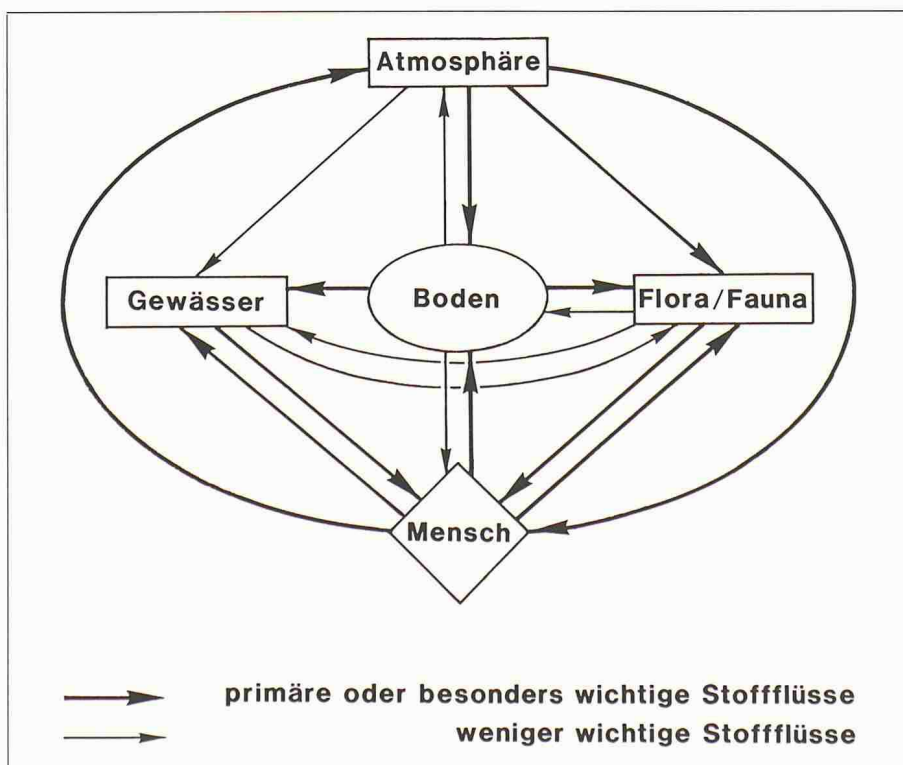 Atmosphäre
Gewässer
Boden
Flora/Fauna
Mensch
primäre oder besonders wichtige Stoffflüsse
weniger wichtige Stoffflüsse